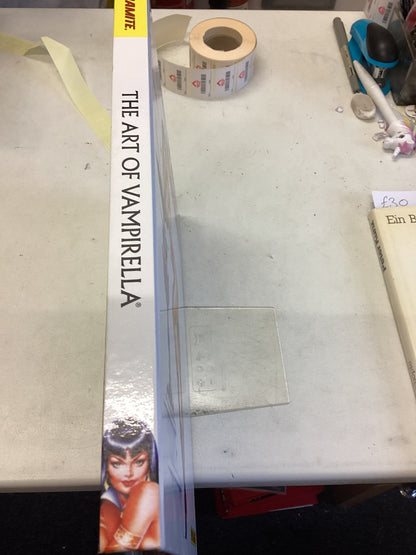 AMITE.
THE ART OF VAMPIRELLA®
£30
Ein B